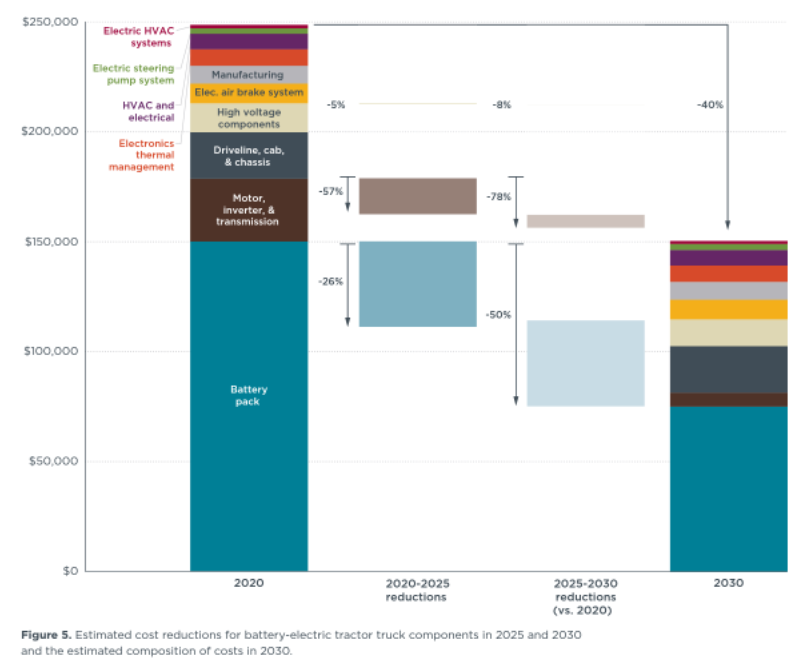 $250,000
Electric HVAC
systems
Electric steering
pump system
HVAC and
electrical
Electronics
thermal
management
Manufacturing
Elec. air brake system
High voltage
components
Driveline, cab,
& chassis
Motor,
inverter, &
transmission
Battery
pack
$200,000
$150,000
$100,000
$50,000
$0
-5%
-8%
-40%
-57%
-78%
-26%
-50%
2020
2020-2025
reductions
2025-2030
reductions
(vs. 2020)
2030
Figure 5. Estimated cost reductions for battery-electric tractor truck components in 2025 and 2030
and the estimated composition of costs in 2030.